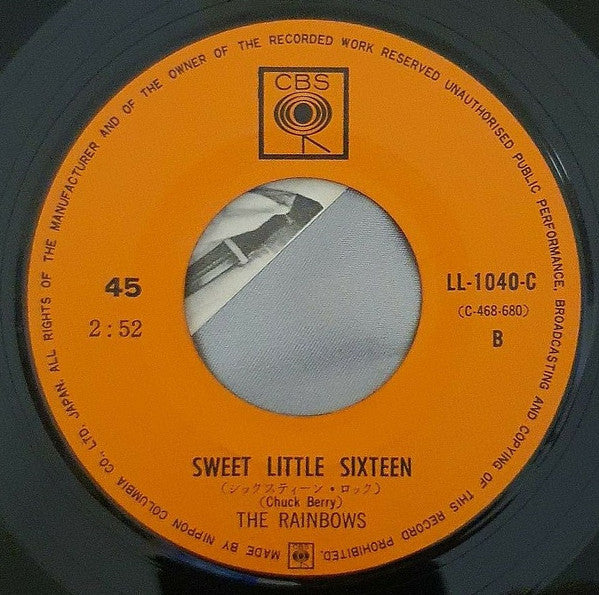 ALL RIGHTS OF THE MANUFACTURER AND OF THE OWNER OF THE RECORDED WORK RESERVED UNAUTHORISED PUBLIC PERFORMANCE, BROADCASTING AND COPYING OF THIS RECORD PROHIBITED.
CBS
45
2:52
LL-1040-C
(C-468-680)
B
SWEET LITTLE SIXTEEN
(シックスティーン・ロック)
(Chuck Berry)
THE RAINBOWS
CBS
MADE BY NIPPON COLUMBIA CO., LTD. JAPAN.